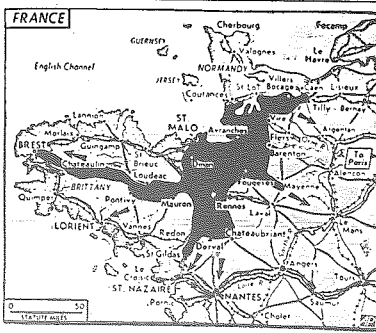 FRANCE
Cherbourg
Fecamp
GUERNSEY
Valognes
Le Havre
English Channel
JERSEY
NORMANDY
Villers Bocage
Caen
Lisieux
St Lo
Coutances
Tilly
Bernay
Lannion
ST. MALO
Avranches
Vire
Argentan
Morlaix
Guingamp
Flers
BREST
St Brieuc
Dinan
Barenton
To Paris
Chateaulin
Loudeac
Alencon
BRITTANY
Fougeres
Mayenne
Quimper
Pontivy
Mauron
Rennes
Laval
Le Mans
LORIENT
Vannes
Redon
Chateaubriant
St Gildas
Derval
Angers
Le Croisic
Loire R
Tours
ST. NAZAIRE
NANTES
Saumur
Pornic
Cholet
0 50
STATUTE MILES